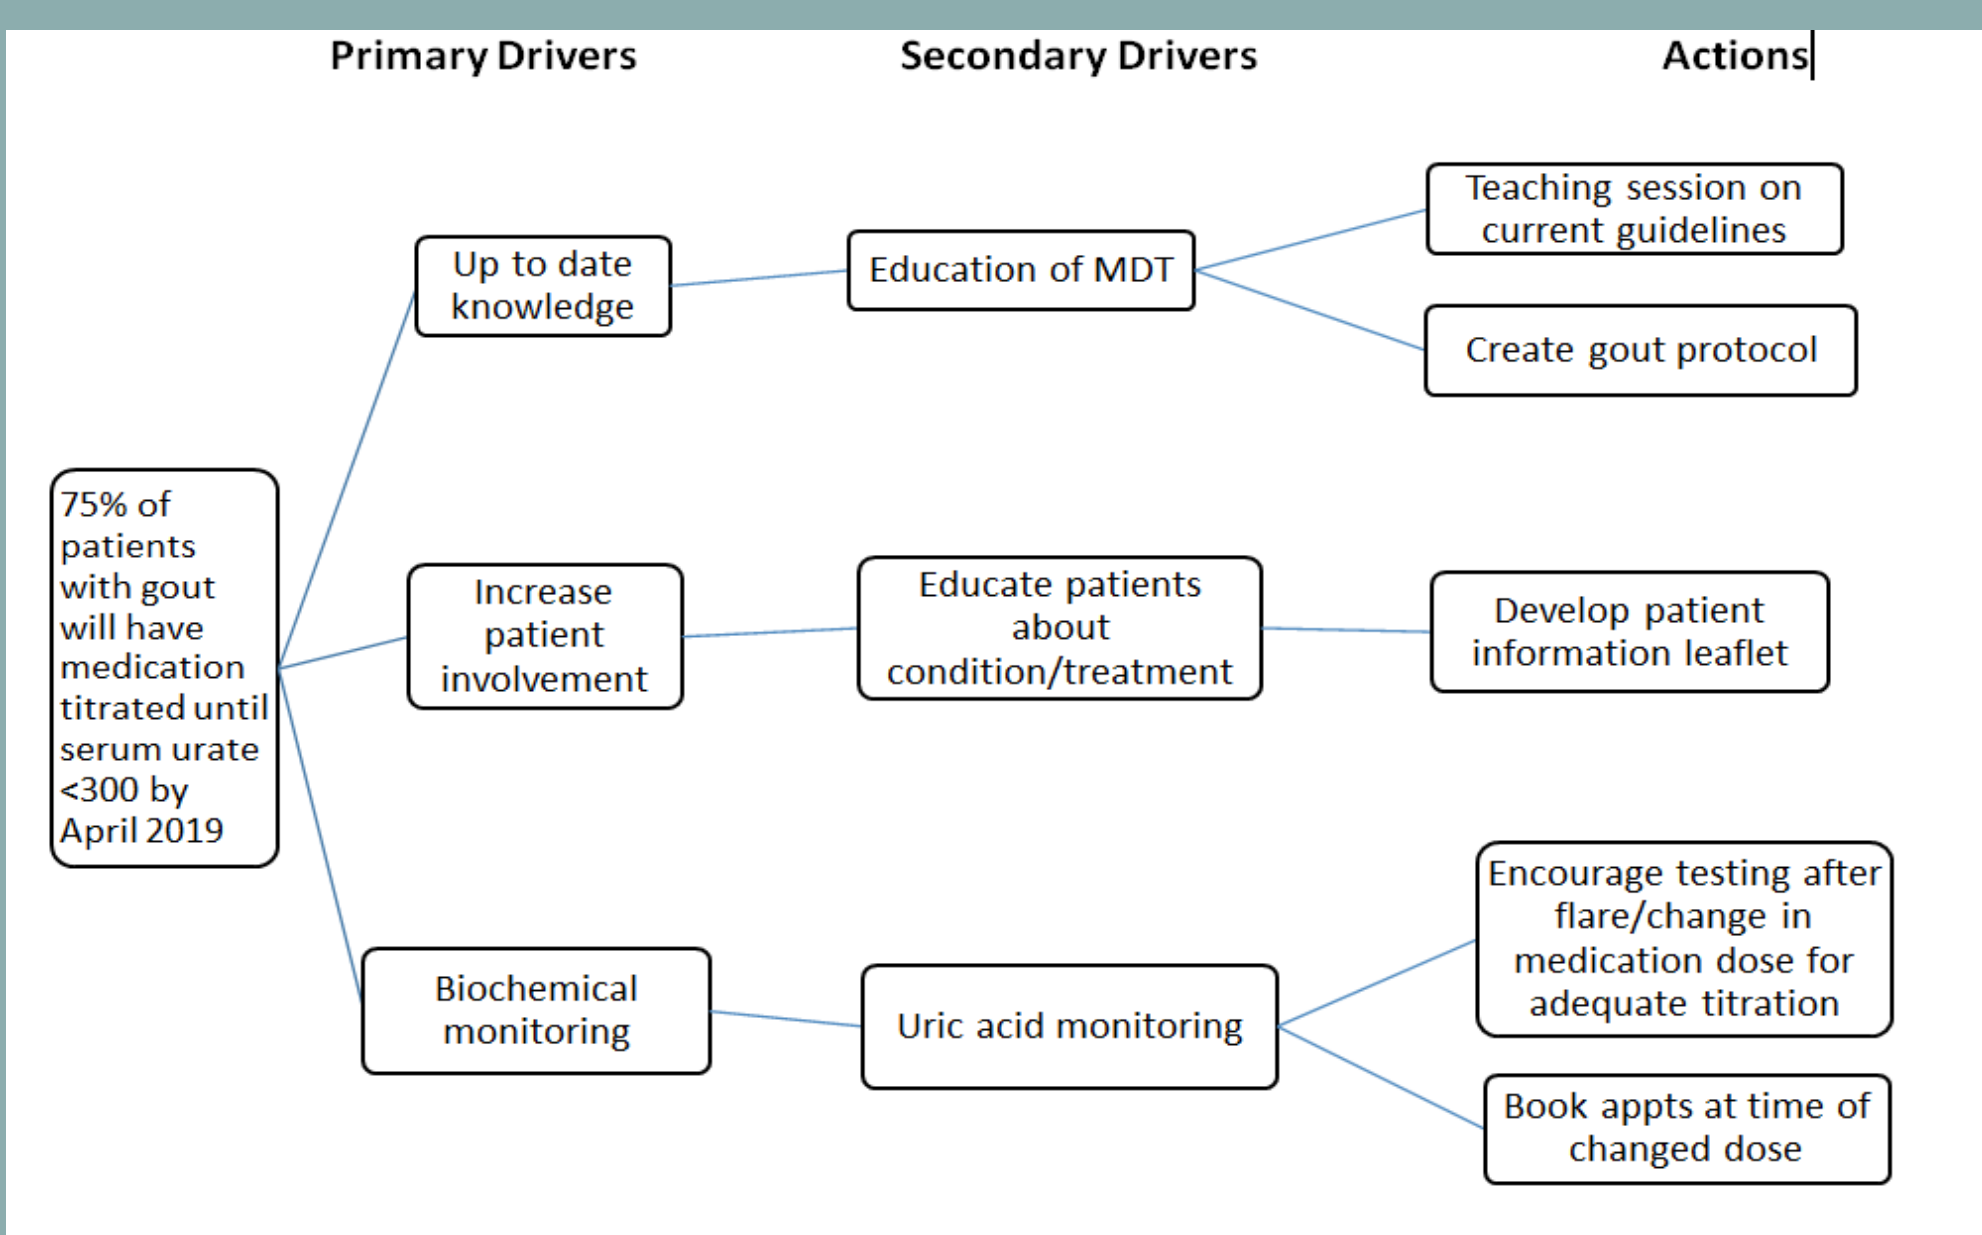 Primary Drivers
Secondary Drivers
Actions
75% of
patients
with gout
will have
medication
titrated until
serum urate
<300 by
April 2019
Up to date
knowledge
Education of MDT
Teaching session on
current guidelines
Create gout protocol
Increase
patient
involvement
Educate patients
about
condition/treatment
Develop patient
information leaflet
Biochemical
monitoring
Uric acid monitoring
Encourage testing after
flare/change in
medication dose for
adequate titration
Book appts at time of
changed dose